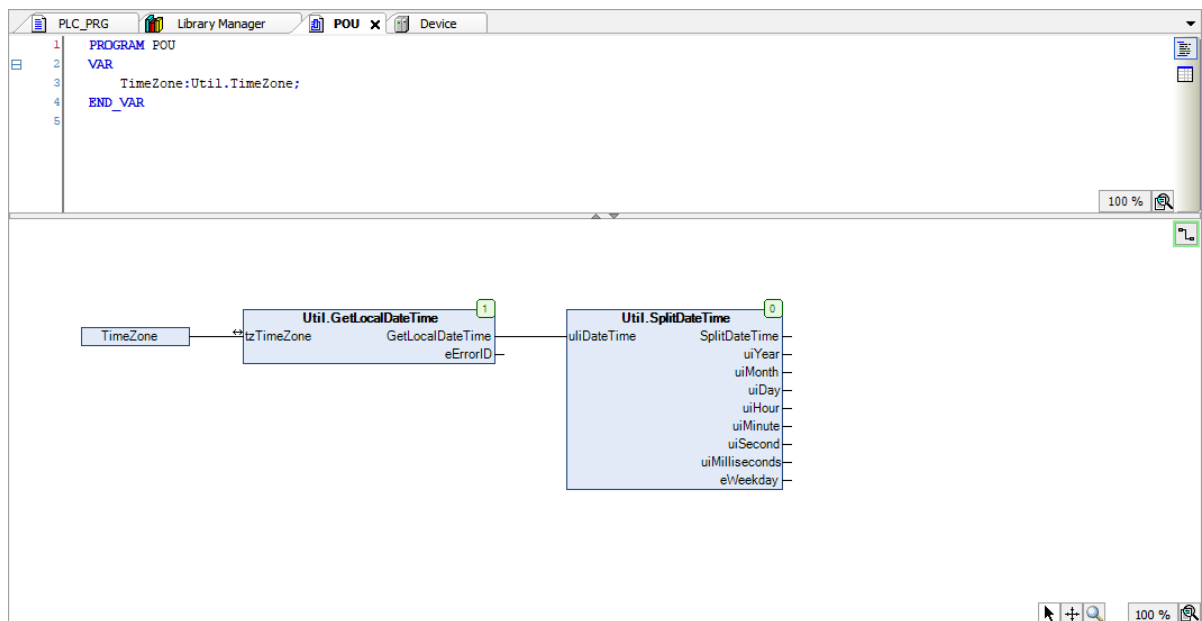 PLC_PRG Library Manager POU x Device
1 PROGRAM POU
2 VAR
3 TimeZone:Util.TimeZone;
4 END_VAR
5
100 %
1 0
Util.GetLocalDateTime Util.SplitDateTime
TimeZone tzTimeZone GetLocalDateTime uliDateTime SplitDateTime
eErrorID uiYear
uiMonth
uiDay
uiHour
uiMinute
uiSecond
uiMilliseconds
eWeekday
100 %